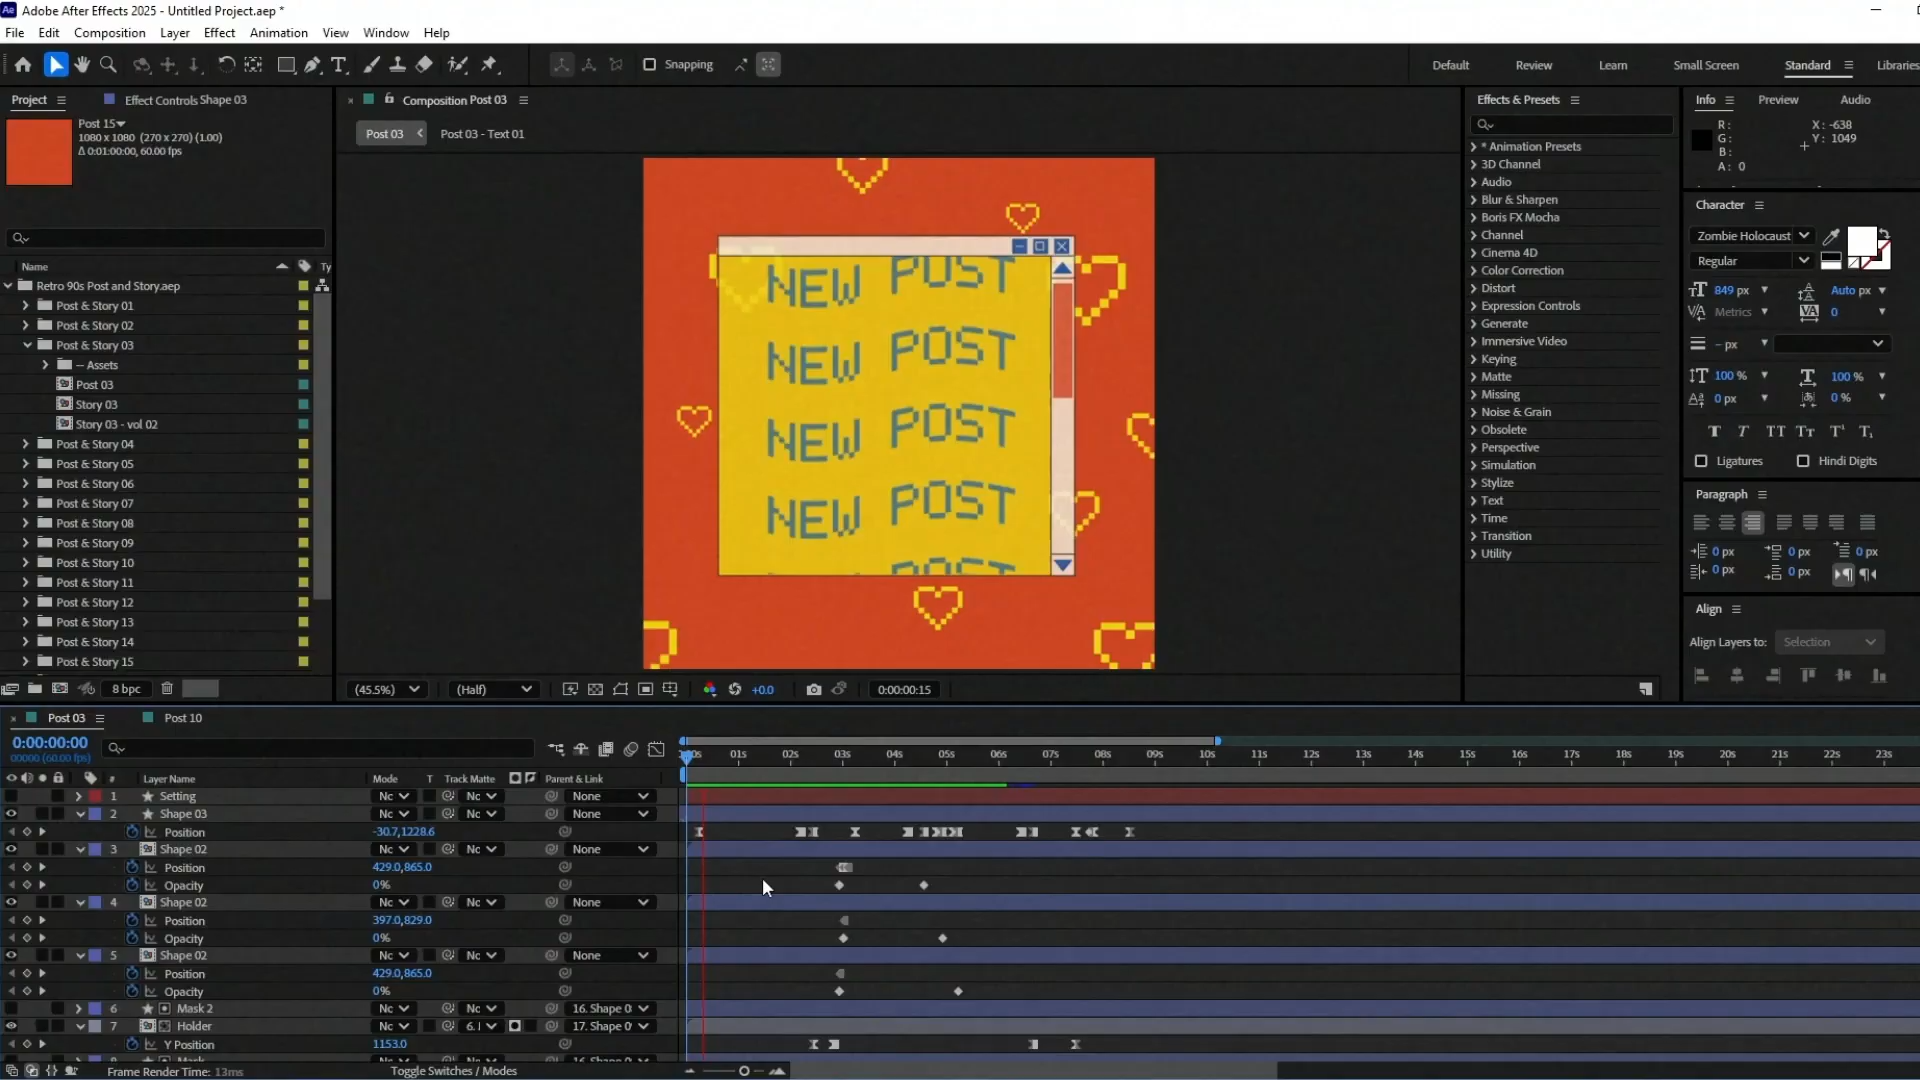 Adobe After Effects 2025 - Untitled Project.aep *
File Edit Composition Layer Effect Animation View Window Help
Snapping
Default Review Learn Small Screen Standard Libraries
Project Effect Controls Shape 03
Post 15
1080 x 1080 (270 x 270) (1.00)
Δ 0:01:00:00, 60.00 fps
Name Ty
Retro 90s Post and Story.aep
Post & Story 01
Post & Story 02
Post & Story 03
-- Assets
Post 03
Story 03
Story 03 - vol 02
Post & Story 04
Post & Story 05
Post & Story 06
Post & Story 07
Post & Story 08
Post & Story 09
Post & Story 10
Post & Story 11
Post & Story 12
Post & Story 13
Post & Story 14
Post & Story 15
8 bpc
Composition Post 03
Post 03 Post 03 - Text 01
NEW POST
NEW POST
NEW POST
NEW POST
POST
(45.5%) (Half) +0.0 0:00:00:15
Effects & Presets
* Animation Presets
3D Channel
Audio
Blur & Sharpen
Boris FX Mocha
Channel
Cinema 4D
Color Correction
Distort
Expression Controls
Generate
Immersive Video
Keying
Matte
Missing
Noise & Grain
Obsolete
Perspective
Simulation
Stylize
Text
Time
Transition
Utility
Info Preview Audio
R : X : -638
G : Y : 1049
B :
A : 0
Character
Zombie Holocaust
Regular
849 px Auto px
Metrics 0
– px
100 % 100 %
0 px 0 %
Ligatures Hindi Digits
Paragraph
0 px 0 px 0 px
0 px 0 px
Align
Align Layers to: Selection
Post 03 Post 10
0:00:00:00
00000 (60.00 fps)
01s 02s 03s 04s 05s 06s 07s 08s 09s 10s 11s 12s 13s 14s 15s 16s 17s 18s 19s 20s 21s 22s 23s
# Layer Name Mode T Track Matte Parent & Link
1 Setting Nc Nc None
2 Shape 03 Nc Nc None
Position -30.7,1228.6
3 Shape 02 Nc Nc None
Position 429.0,865.0
Opacity 0%
4 Shape 02 Nc Nc None
Position 397.0,829.0
Opacity 0%
5 Shape 02 Nc Nc None
Position 429.0,865.0
Opacity 0%
6 Mask 2 Nc Nc 16. Shape 0
7 Holder Nc 6. 17. Shape 0
Y Position 1153.0
Frame Render Time: 13ms Toggle Switches / Modes